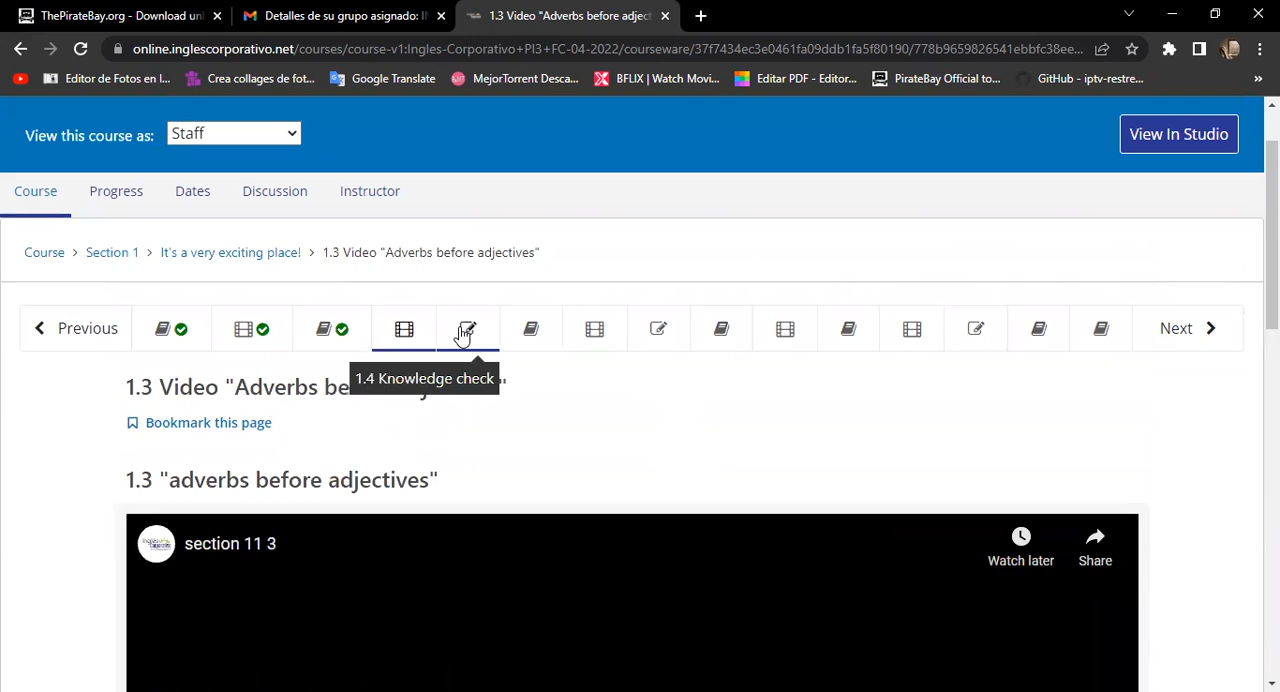 ThePirateBay.org - Download unl
Detalles de su grupo asignado: IN
1.3 Video "Adverbs before adject
online.inglescorporativo.net/courses/course-v1:Ingles-Corporativo+PI3+FC-04-2022/courseware/37f7434ec3e0461fa09ddb1fa5f80190/778b9659826541ebbfc38ee...
Editor de Fotos en l...
Crea collages de fot...
Google Translate
MejorTorrent Desca...
BFLIX | Watch Movi...
Editar PDF - Editor...
PirateBay Official to...
GitHub - iptv-restre...
View this course as:
Staff
View In Studio
Course
Progress
Dates
Discussion
Instructor
Course > Section 1 > It's a very exciting place! > 1.3 Video "Adverbs before adjectives"
Previous
Next
1.4 Knowledge check
1.3 Video "Adverbs be
Bookmark this page
1.3 "adverbs before adjectives"
section 11 3
Watch later
Share